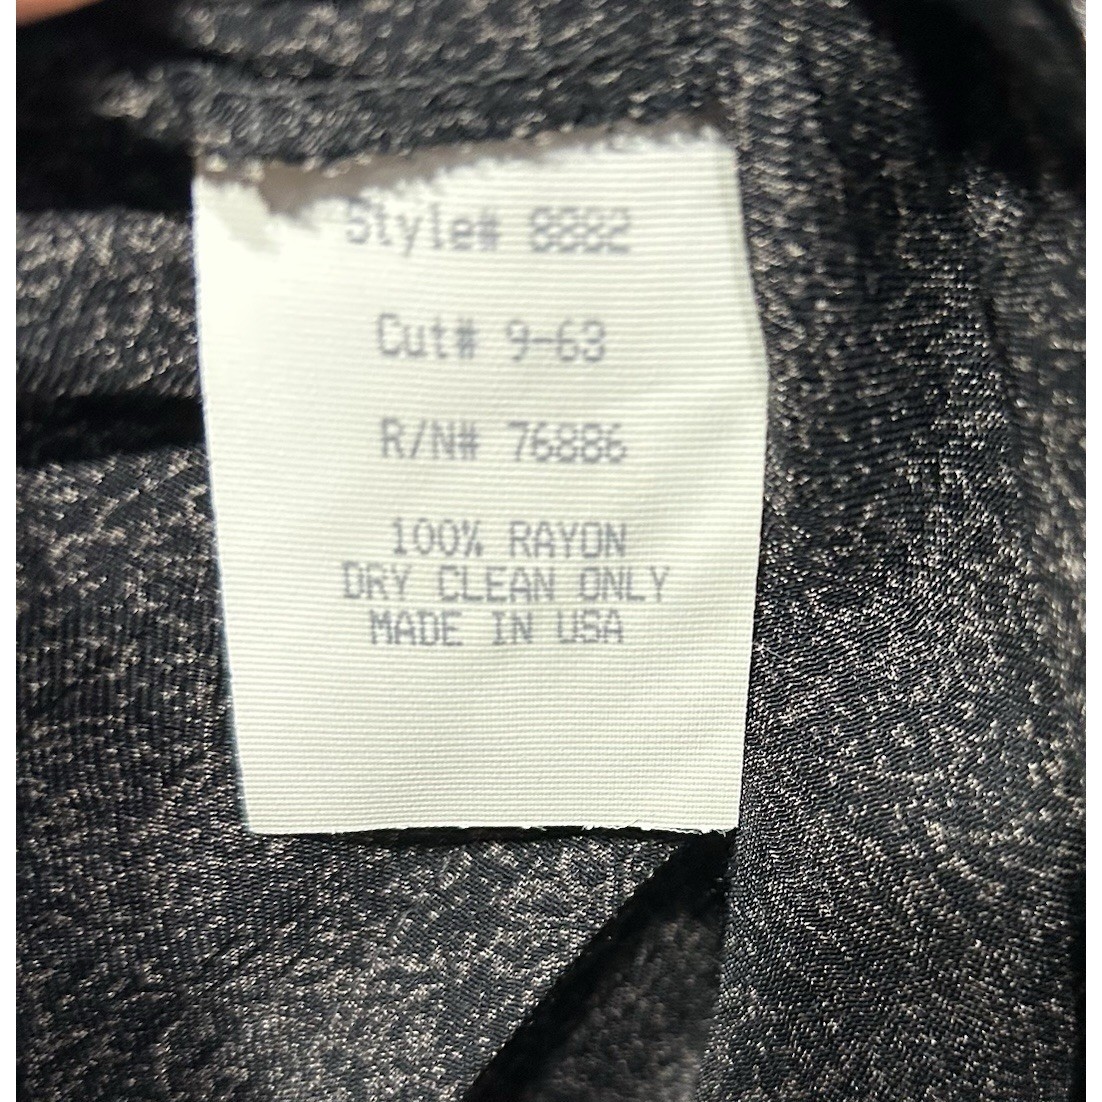 Style# 8882
Cut# 9-63
R/N# 76886
100% RAYON
DRY CLEAN ONLY
MADE IN USA